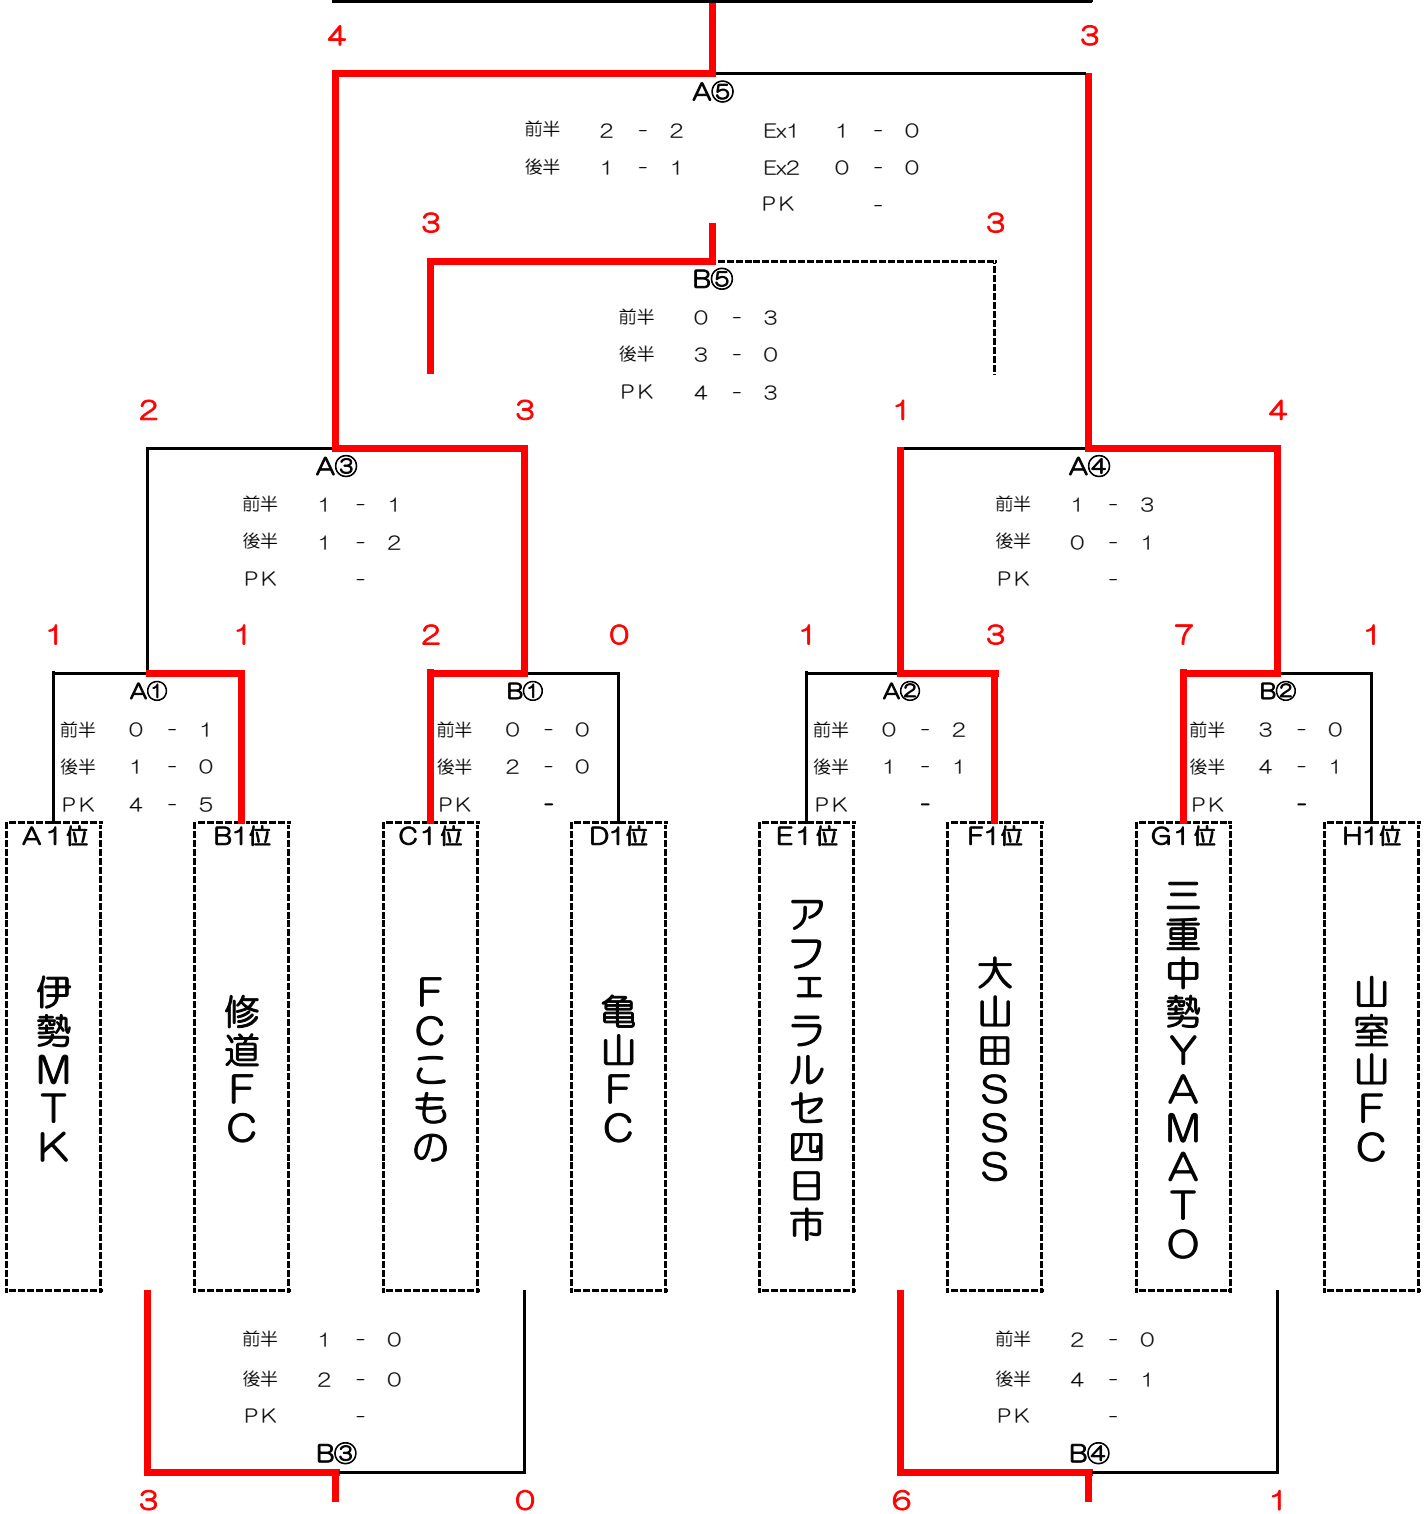 4 3
A⑤
前半 2 - 2 Ex1 1 - 0
後半 1 - 1 Ex2 0 - 0
PK -
3 3
B⑤
前半 0 - 3
後半 3 - 0
PK 4 - 3
2 3 1 4
A③ A④
前半 1 - 1 前半 1 - 3
後半 1 - 2 後半 0 - 1
PK - PK -
1 1 2 0 1 3 7 1
A① B① A② B②
前半 0 - 1 前半 0 - 0 前半 0 - 2 前半 3 - 0
後半 1 - 0 後半 2 - 0 後半 1 - 1 後半 4 - 1
PK 4 - 5 PK - PK - PK -
A1位 B1位 C1位 D1位 E1位 F1位 G1位 H1位
伊勢MTK
修道FC
FCこもの
亀山FC
アフェラルセ四日市
大山田SSS
三重中勢YAMATO
山室山FC
前半 1 - 0 前半 2 - 0
後半 2 - 0 後半 4 - 1
PK - PK -
B③ B④
3 0 6 1